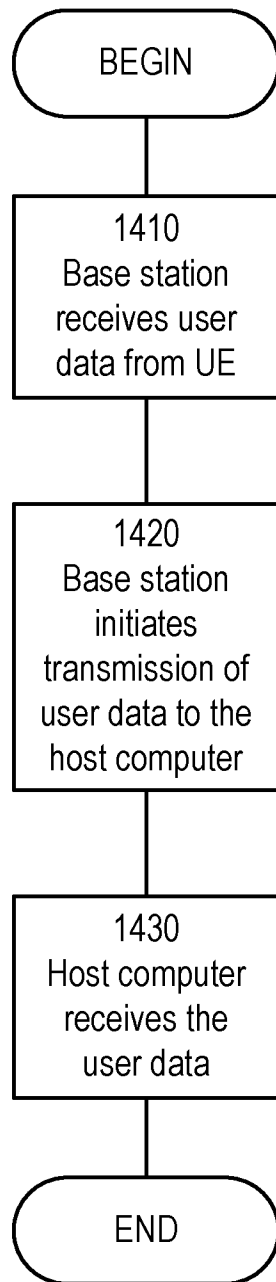 BEGIN
1410
Base station
receives user
data from UE
1420
Base station
initiates
transmission of
user data to the
host computer
1430
Host computer
receives the
user data
END